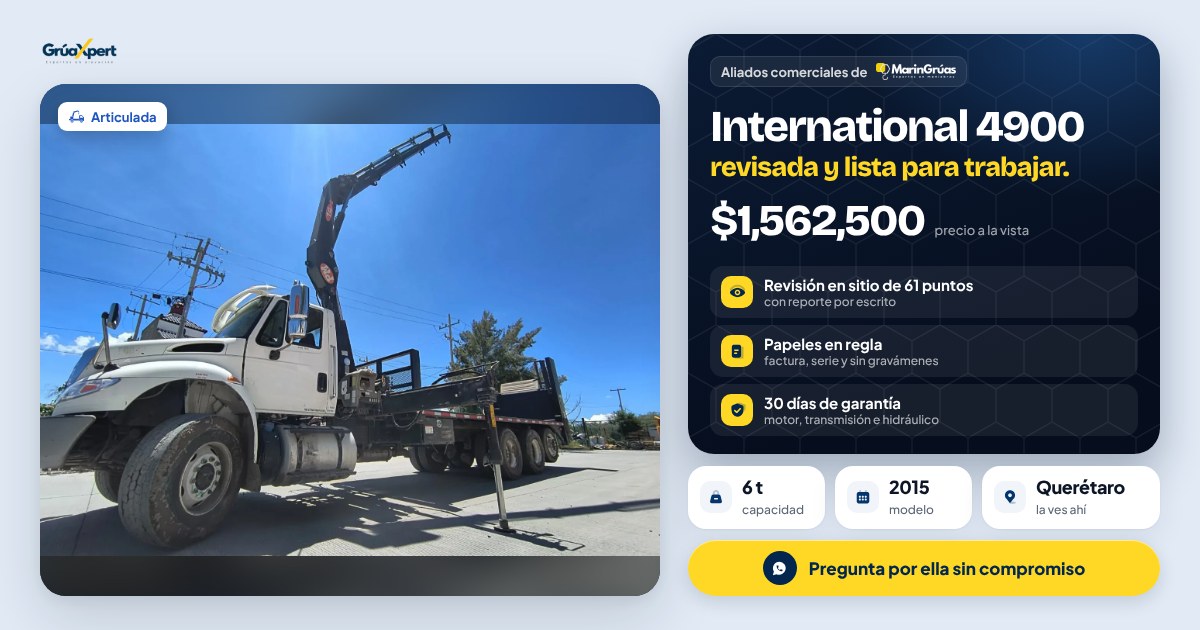 GrúaXpert
Articulada
Aliados comerciales de MarinGrúas
International 4900
revisada y lista para trabajar.
$1,562,500 precio a la vista
Revisión en sitio de 61 puntos
con reporte por escrito
Papeles en regla
factura, serie y sin gravámenes
30 días de garantía
motor, transmisión e hidráulico
6 t
capacidad
2015
modelo
Querétaro
la ves ahí
Pregunta por ella sin compromiso